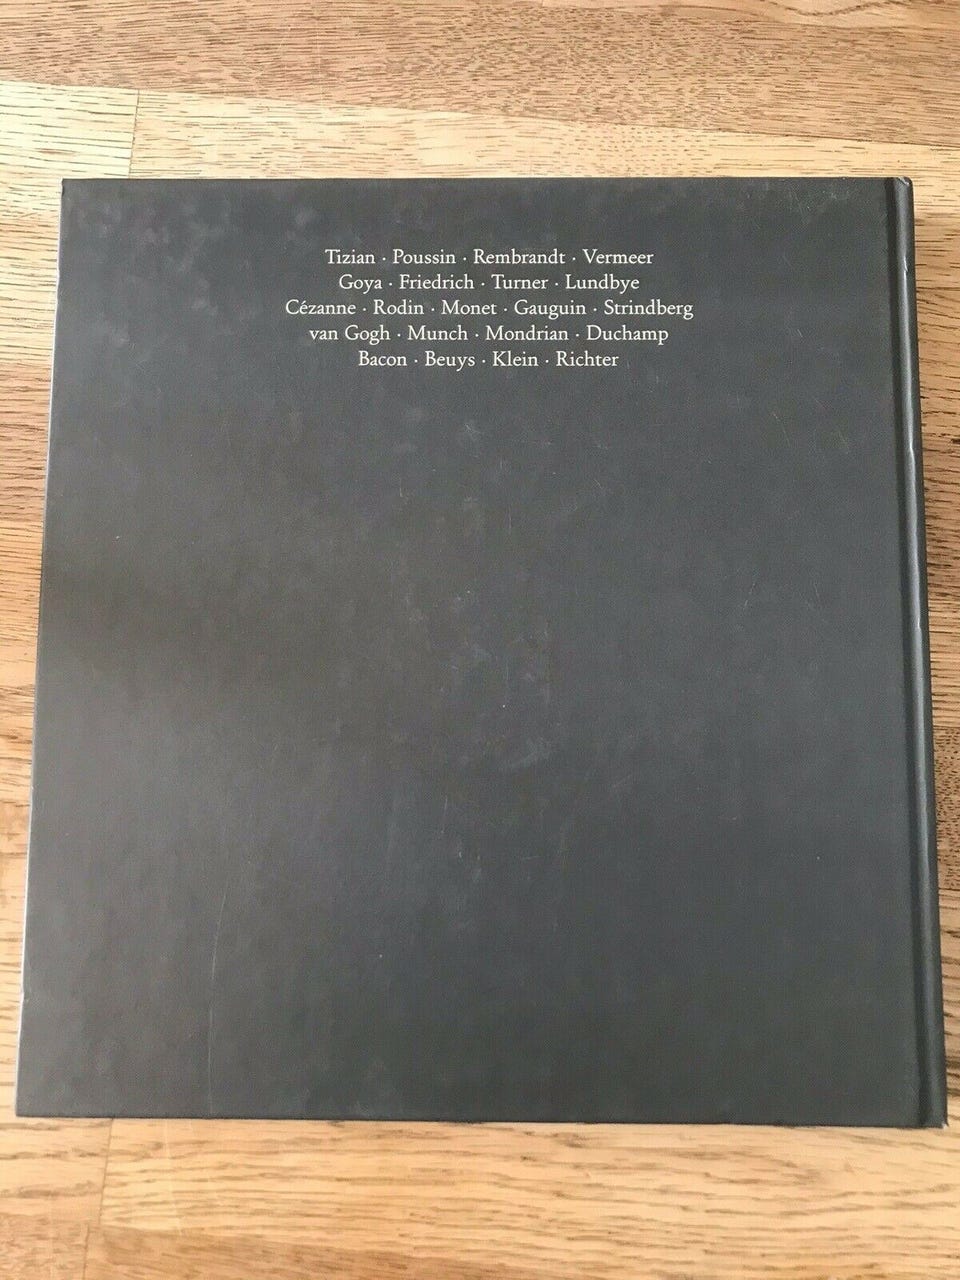 Tizian · Poussin · Rembrandt · Vermeer
Goya · Friedrich · Turner · Lundbye
Cézanne · Rodin · Monet · Gauguin · Strindberg
van Gogh · Munch · Mondrian · Duchamp
Bacon · Beuys · Klein · Richter